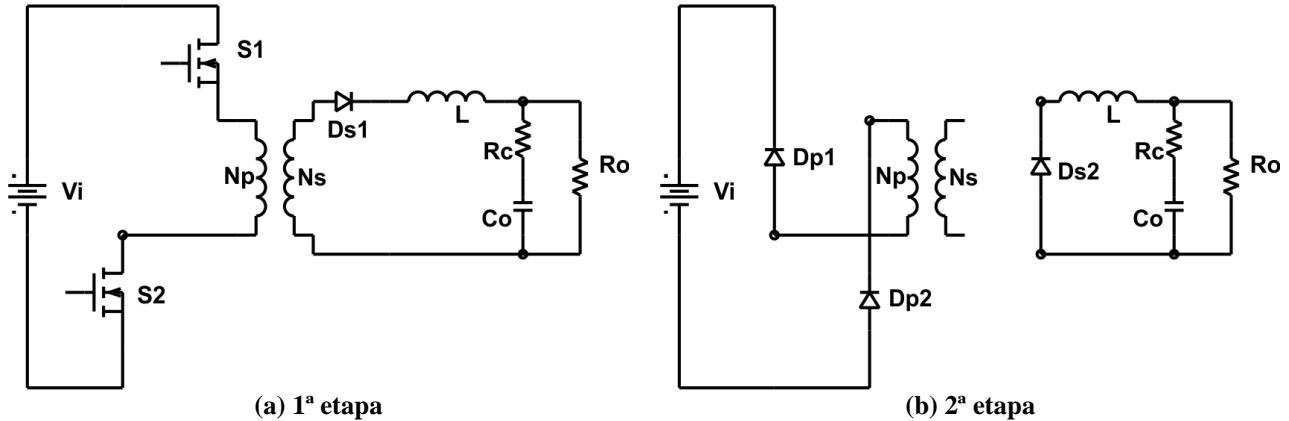 S1
Ds1
L
Rc
Ro
Np
Ns
Vi
Co
S2
(a) 1ª etapa
Dp1
Vi
Np
Ns
L
Ds2
Rc
Ro
Co
Dp2
(b) 2ª etapa